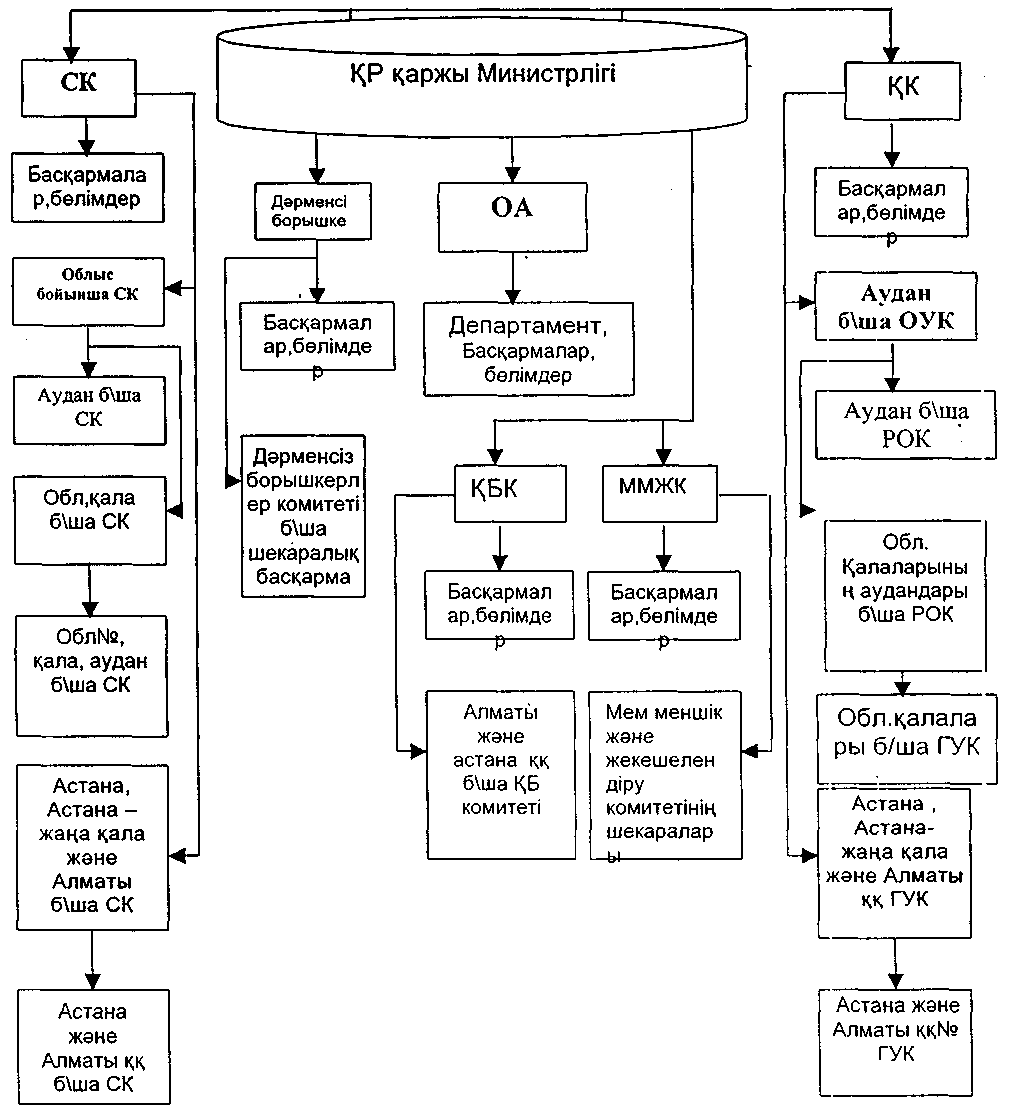 ҚР қаржы Министрлігі
СК
Басқармала
р,бөлімдер
Облыс
бойынша СК
Аудан б\ша
СК
Обл,қала
б\ша СК
Обл№,
қала, аудан
б\ша СК
Астана,
Астана –
жаңа қала
және
Алматы
б\ша СК
Астана
және
Алматы ққ
б\ша СК
Дәрменсі
борышке
Басқармал
ар,бөлімде
р
Дәрменсіз
борышкерл
ер комитеті
б\ша
шекаралық
басқарма
ОА
Департамент,
Басқармалар,
бөлімдер
ҚБК
Басқармал
ар,бөлімде
р
Алматы
және
астана ққ
б\ша ҚБ
комитеті
ММЖК
Басқармал
ар,бөлімде
р
Мем меншік
және
жекешелен
діру
комитетінің
шекаралар
ы
ҚК
Басқармал
ар,бөлімде
р
Аудан
б\ша ОУК
Аудан б\ша
РОК
Обл.
Қалаларыны
ң аудандары
б\ша РОК
Обл.қалала
ры б/ша ГУК
Астана ,
Астана-
жаңа қала
және Алматы
ққ ГУК
Астана және
Алматы ққ№
ГУК